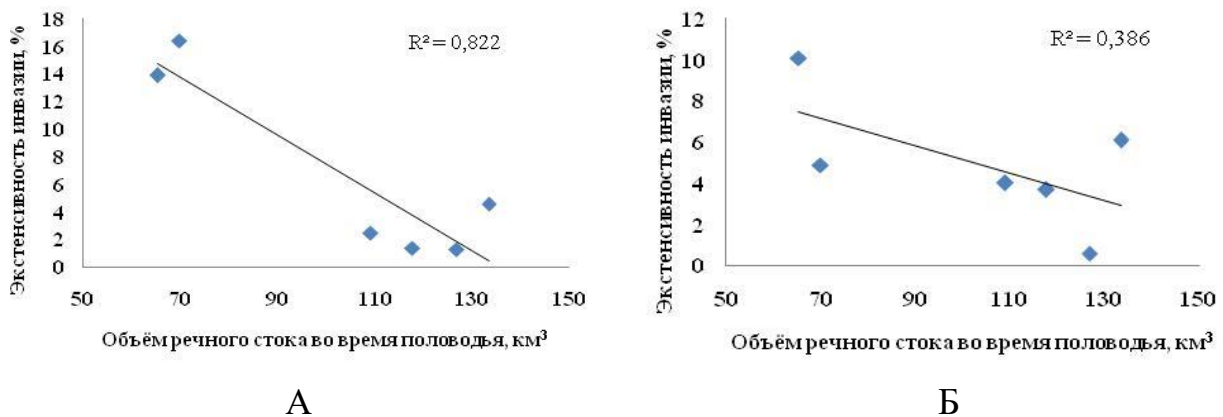 18
16
14
12
10
8
6
4
2
0
Экстенсивность инвазии, %
R² = 0,822
50 70 90 110 130 150
Объём речного стока во время половодья, км³
А
12
10
8
6
4
2
0
Экстенсивность инвазии, %
R² = 0,386
50 70 90 110 130 150
Объём речного стока во время половодья, км³
Б